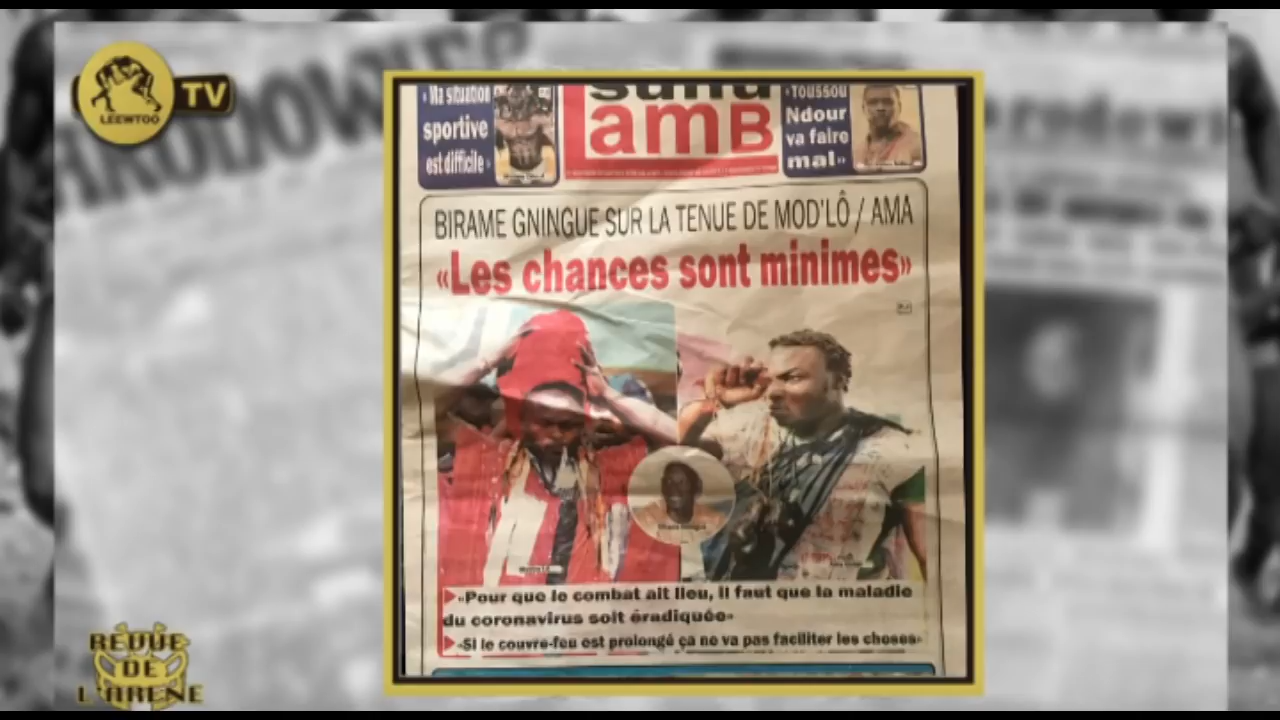 LEEWTOO
TV
«Ma situation
sportive
est difficile»
Sunu
Lamb
«Toussou
Ndour
va faire
mal»
BIRAME GNINGUE SUR LA TENUE DE MOD'LÔ / AMA
«Les chances sont minimes»
«Pour que le combat ait lieu, il faut que la maladie
du coronavirus soit éradiquée»
«Si le couvre-feu est prolongé ça ne va pas faciliter les choses»
REVUE
DE
L'ARENE